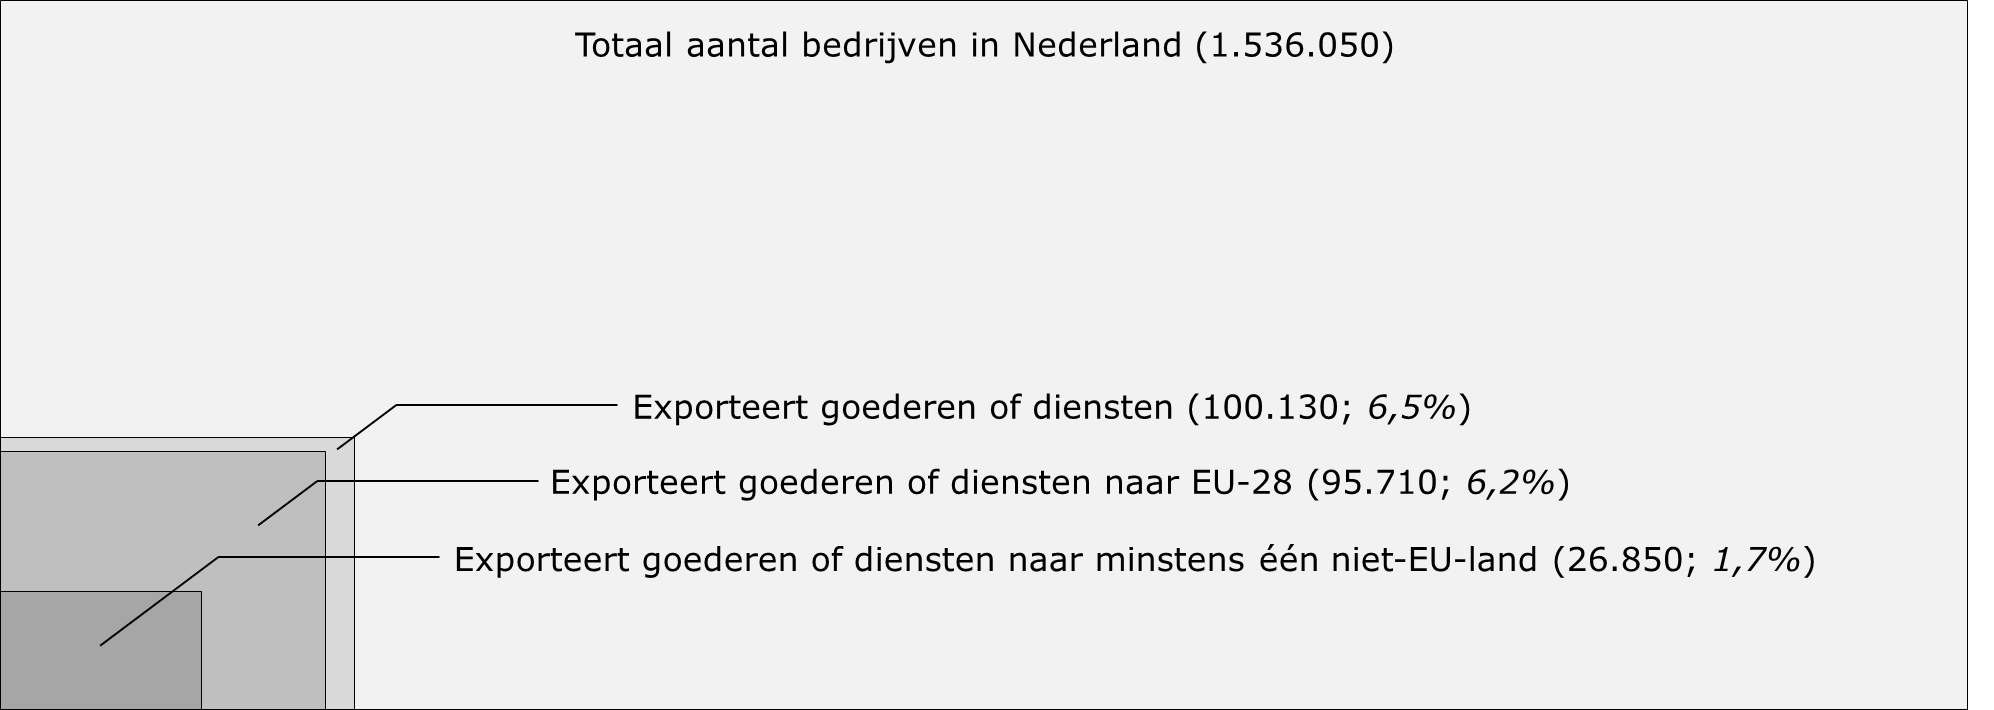 Totaal aantal bedrijven in Nederland (1.536.050)
Exporteert goederen of diensten (100.130; 6,5%)
Exporteert goederen of diensten naar EU-28 (95.710; 6,2%)
Exporteert goederen of diensten naar minstens één niet-EU-land (26.850; 1,7%)